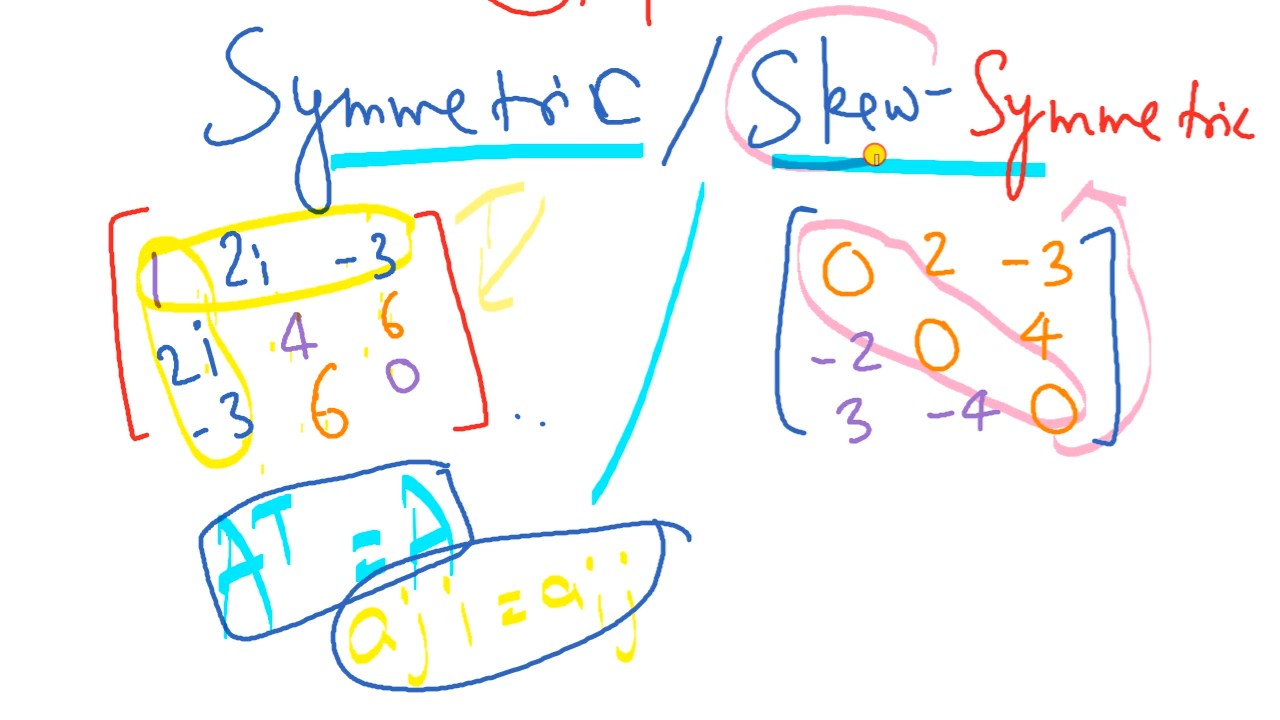 Symmetric / Skew-Symmetric
[ 1 2i -3 ] [ 0 2 -3 ]
[ 2i 4 6 ] [ -2 0 4 ]
[ -3 6 0 ] [ 3 -4 0 ]
A^T = A
aji = aij